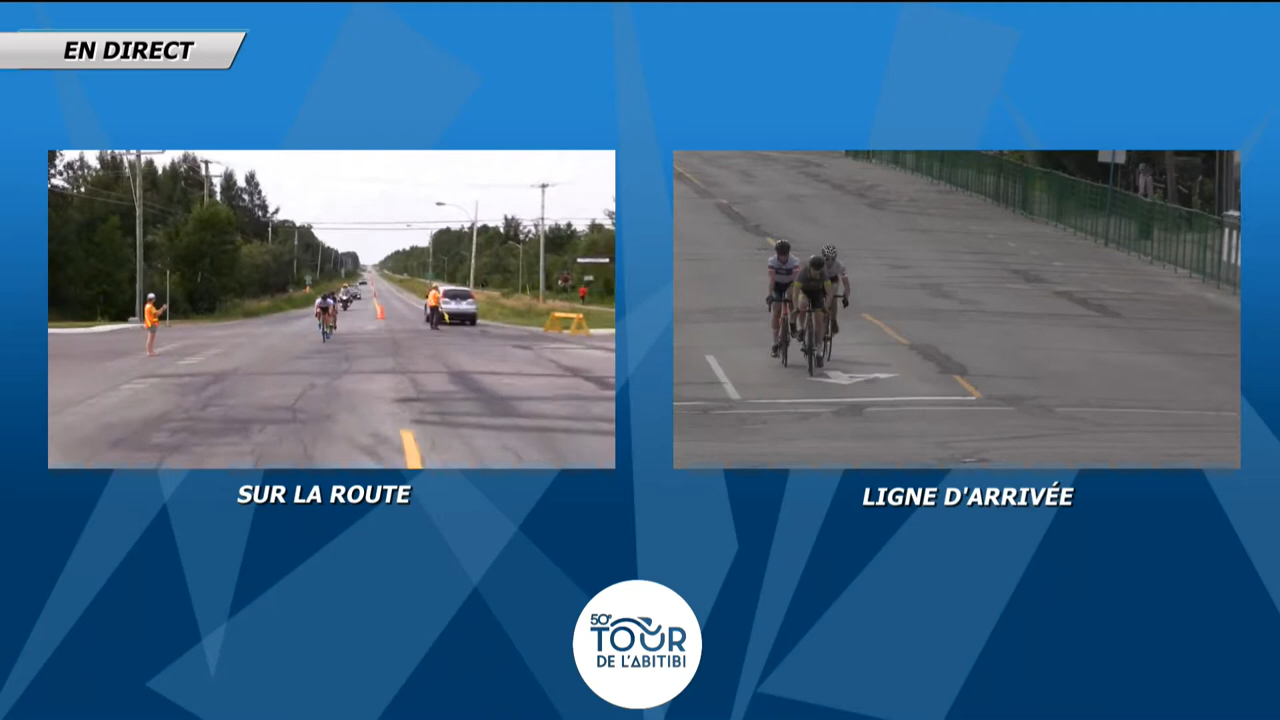 EN DIRECT
SUR LA ROUTE
LIGNE D'ARRIVÉE
50e
TOUR
DE L'ABITIBI